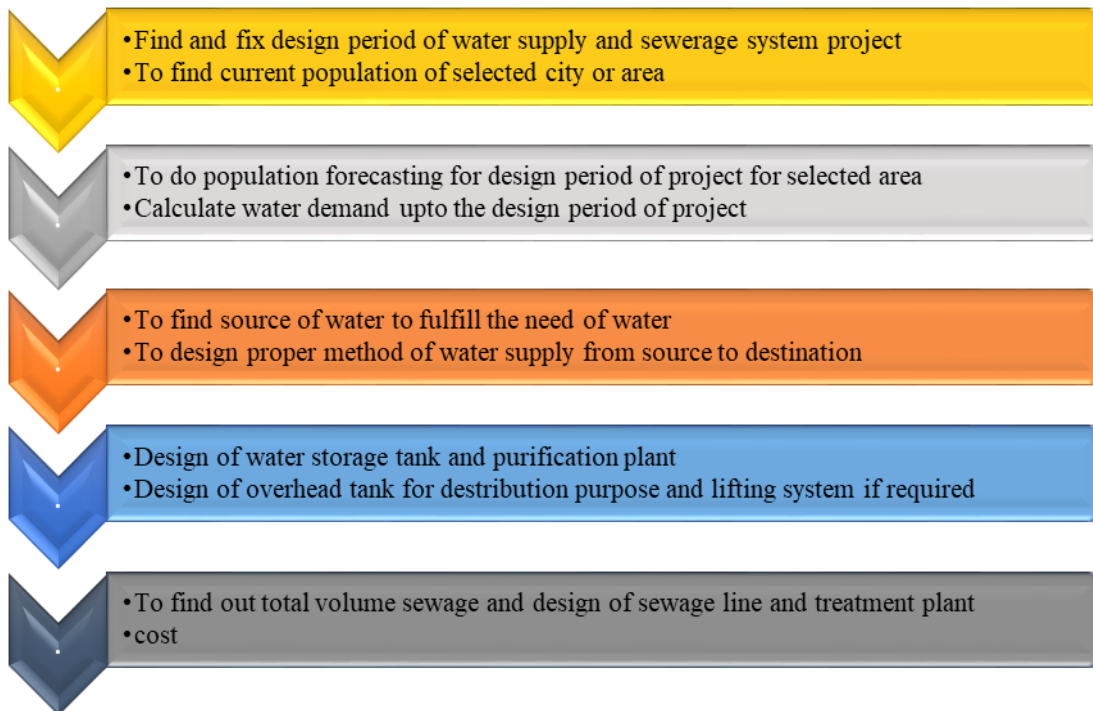 •Find and fix design period of water supply and sewerage system project
•To find current population of selected city or area
•To do population forecasting for design period of project for selected area
•Calculate water demand upto the design period of project
•To find source of water to fulfill the need of water
•To design proper method of water supply from source to destination
•Design of water storage tank and purification plant
•Design of overhead tank for destribution purpose and lifting system if required
•To find out total volume sewage and design of sewage line and treatment plant
•cost